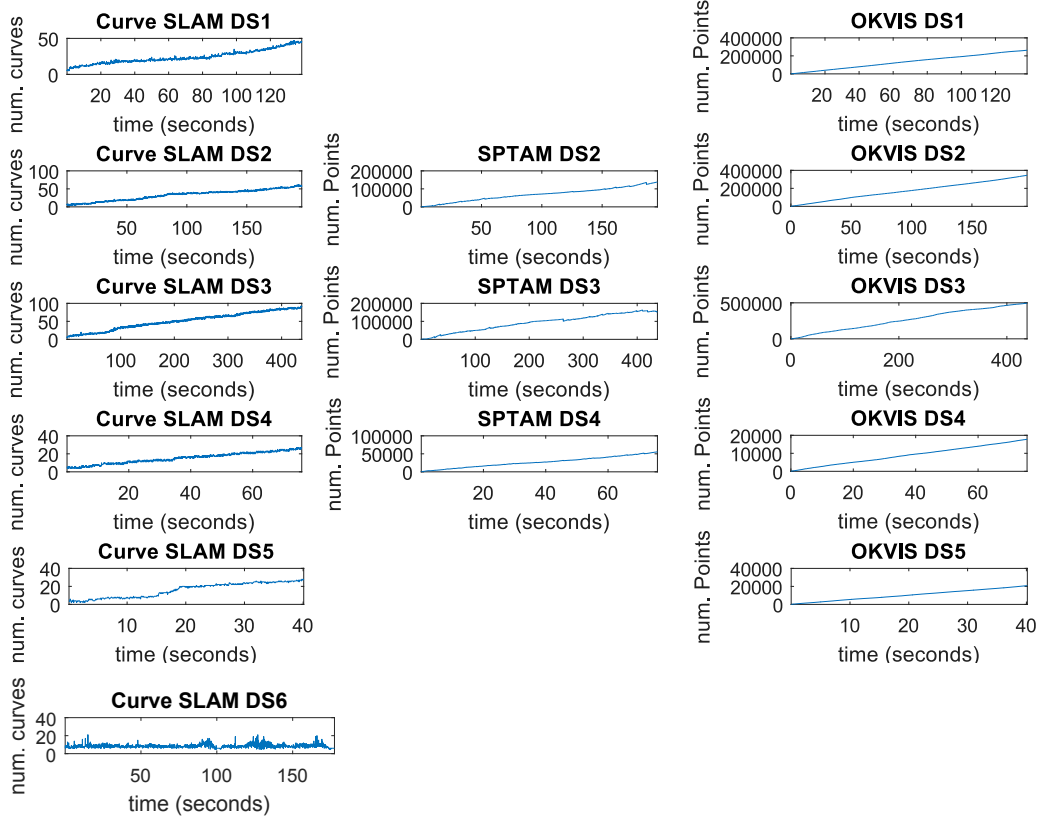 Curve SLAM DS1
num. curves
50
0
20 40 60 80 100 120
time (seconds)
OKVIS DS1
num. Points
400000
200000
0
20 40 60 80 100 120
time (seconds)
Curve SLAM DS2
num. curves
100
50
0
50 100 150
time (seconds)
SPTAM DS2
num. Points
200000
100000
0
50 100 150
time (seconds)
OKVIS DS2
num. Points
400000
200000
0
0 50 100 150
time (seconds)
Curve SLAM DS3
num. curves
100
50
0
100 200 300 400
time (seconds)
SPTAM DS3
num. Points
200000
100000
0
100 200 300 400
time (seconds)
OKVIS DS3
num. Points
500000
0
0 200 400
time (seconds)
Curve SLAM DS4
num. curves
40
20
0
20 40 60
time (seconds)
SPTAM DS4
num. Points
100000
50000
0
20 40 60
time (seconds)
OKVIS DS4
num. Points
20000
10000
0
0 20 40 60
time (seconds)
Curve SLAM DS5
num. curves
40
20
0
10 20 30 40
time (seconds)
OKVIS DS5
num. Points
40000
20000
0
10 20 30 40
time (seconds)
Curve SLAM DS6
num. curves
40
20
0
50 100 150
time (seconds)